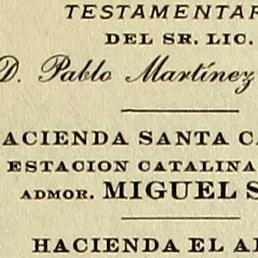 TESTAMENTAR
DEL SR. LIC.
D. Pablo Martínez
ACIENDA SANTA C
ESTACION CATALINA
ADMOR. MIGUEL S
HACIENDA EL A